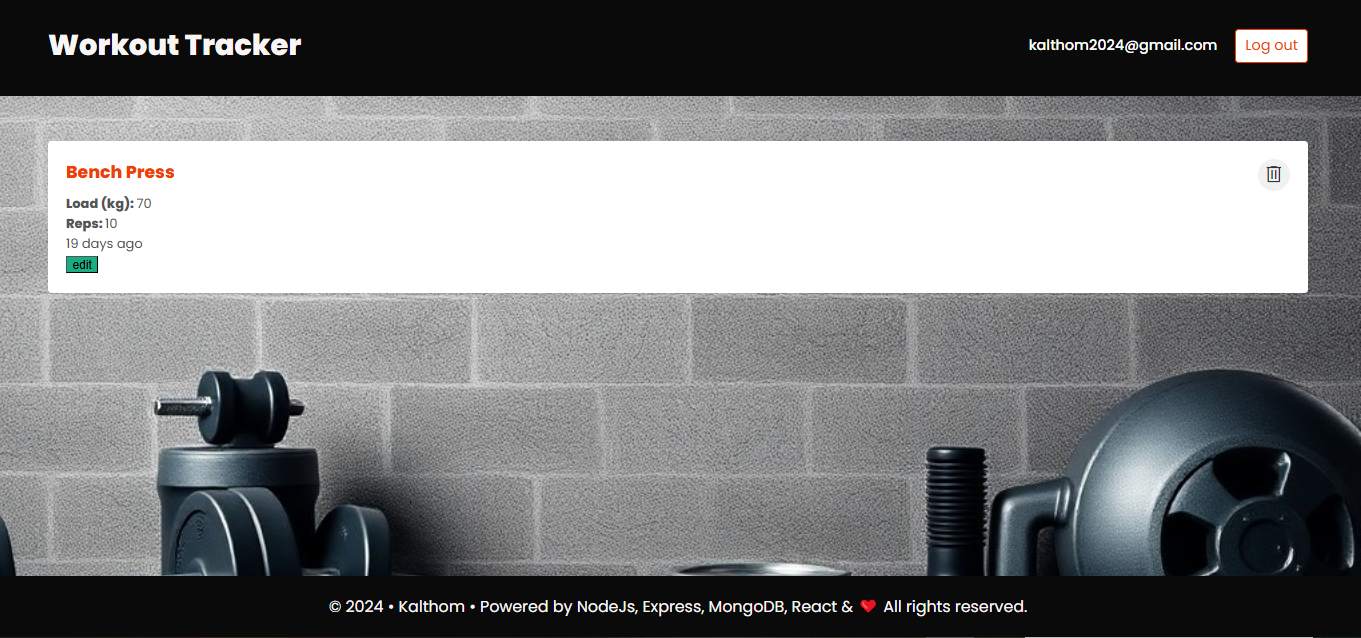 Workout Tracker
kalthom2024@gmail.com
Log out
Bench Press
Load (kg): 70
Reps: 10
19 days ago
edit
© 2024 • Kalthom • Powered by NodeJs, Express, MongoDB, React & ❤️ All rights reserved.